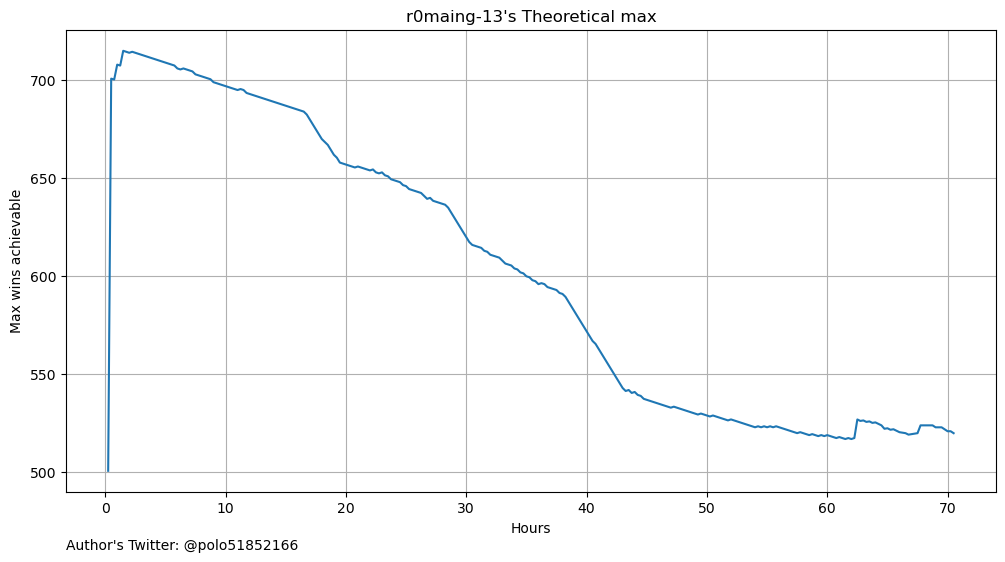 r0maing-13's Theoretical max
Max wins achievable
700
650
600
550
500
0 10 20 30 40 50 60 70
Hours
Author's Twitter: @polo51852166